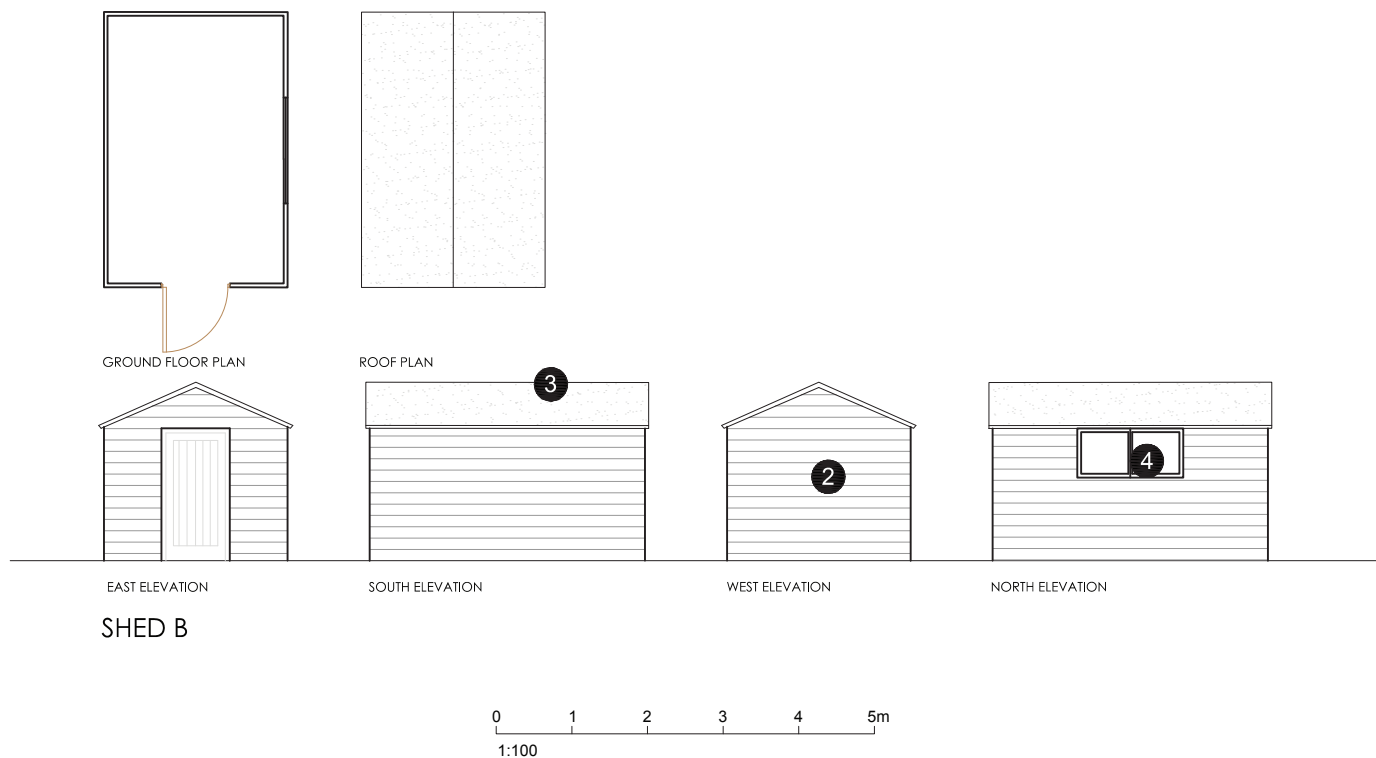 GROUND FLOOR PLAN
ROOF PLAN
3
2
4
EAST ELEVATION
SOUTH ELEVATION
WEST ELEVATION
NORTH ELEVATION
SHED B
0 1 2 3 4 5m
1:100